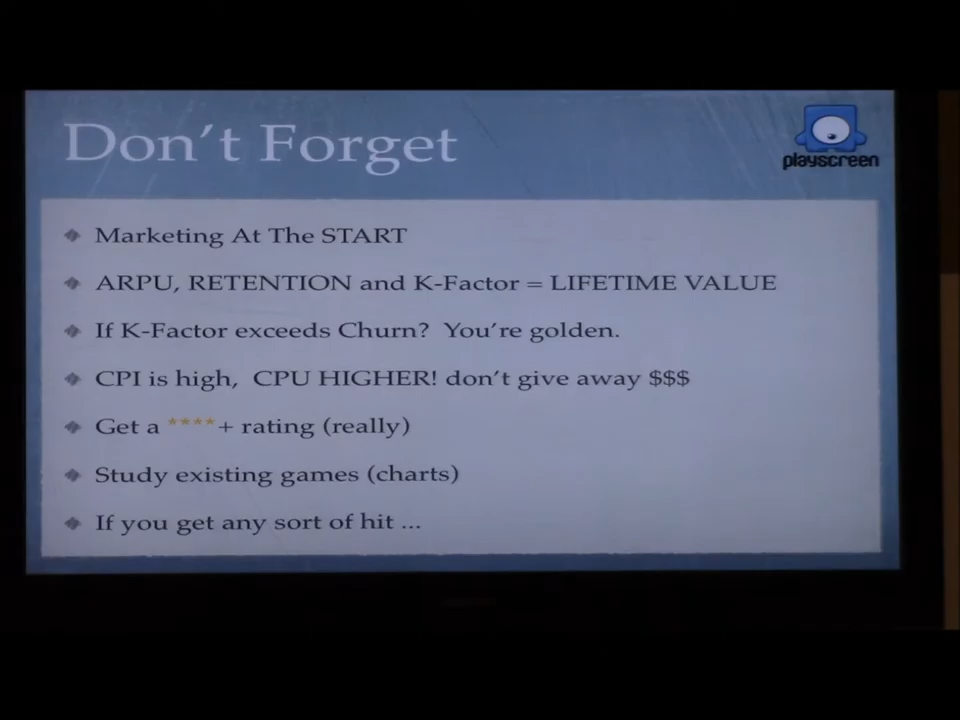 Don't Forget
playscreen
Marketing At The START
ARPU, RETENTION and K-Factor = LIFETIME VALUE
If K-Factor exceeds Churn? You're golden.
CPI is high, CPU HIGHER! don't give away $$$
Get a ****+ rating (really)
Study existing games (charts)
If you get any sort of hit ...